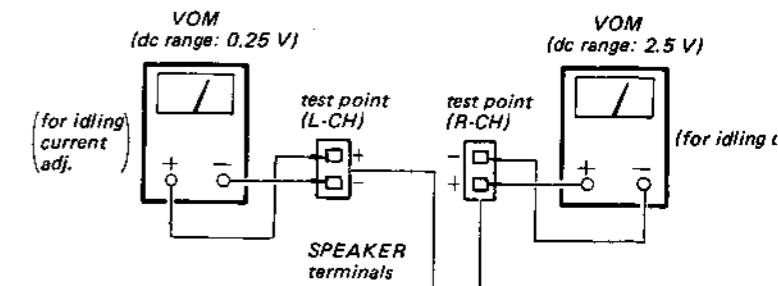 VOM
(dc range: 0.25 V)
VOM
(dc range: 2.5 V)
(for idling
current
adj. )
test point
(L-CH)
test point
(R-CH)
(for idling c
+ −
+
−
−
+
+ −
SPEAKER
terminals